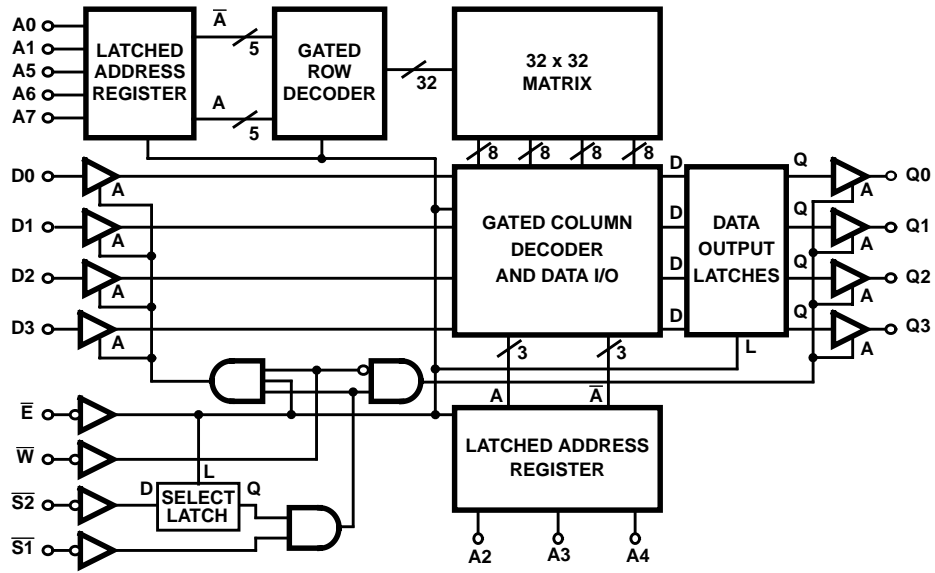 A0
A1
A5
A6
A7
LATCHED
ADDRESS
REGISTER
A̅
5
A
5
GATED
ROW
DECODER
32
32 x 32
MATRIX
8
8
8
8
D0
A
D1
A
D2
A
D3
A
GATED COLUMN
DECODER
AND DATA I/O
D
D
D
D
DATA
OUTPUT
LATCHES
L
Q
Q
Q
Q
A
Q0
A
Q1
A
Q2
A
Q3
3
3
A
A̅
E̅
W̅
S̅2̅
S̅1̅
L
D
SELECT
LATCH
Q
LATCHED ADDRESS
REGISTER
A2
A3
A4